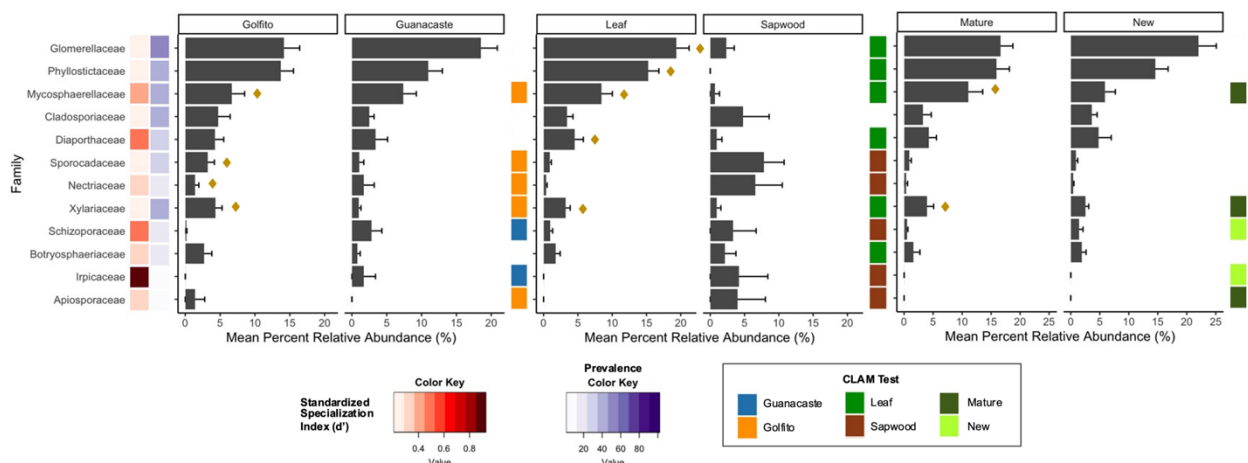 Golfito Guanacaste Leaf Sapwood Mature New
Family
Glomerellaceae
Phyllostictaceae
Mycosphaerellaceae
Cladosporiaceae
Diaporthaceae
Sporocadaceae
Nectriaceae
Xylariaceae
Schizoporaceae
Botryosphaeriaceae
Irpicaceae
Apiosporaceae
0 5 10 15 20 0 5 10 15 20 0 5 10 15 20 0 5 10 15 20 0 5 10 15 20 25 0 5 10 15 20 25
Mean Percent Relative Abundance (%) Mean Percent Relative Abundance (%) Mean Percent Relative Abundance (%)
Standardized
Specialization
Index (d')
Color Key
0.4 0.6 0.8
Value
Prevalence
Color Key
20 40 60 80
Value
CLAM Test
Guanacaste Leaf Mature
Golfito Sapwood New